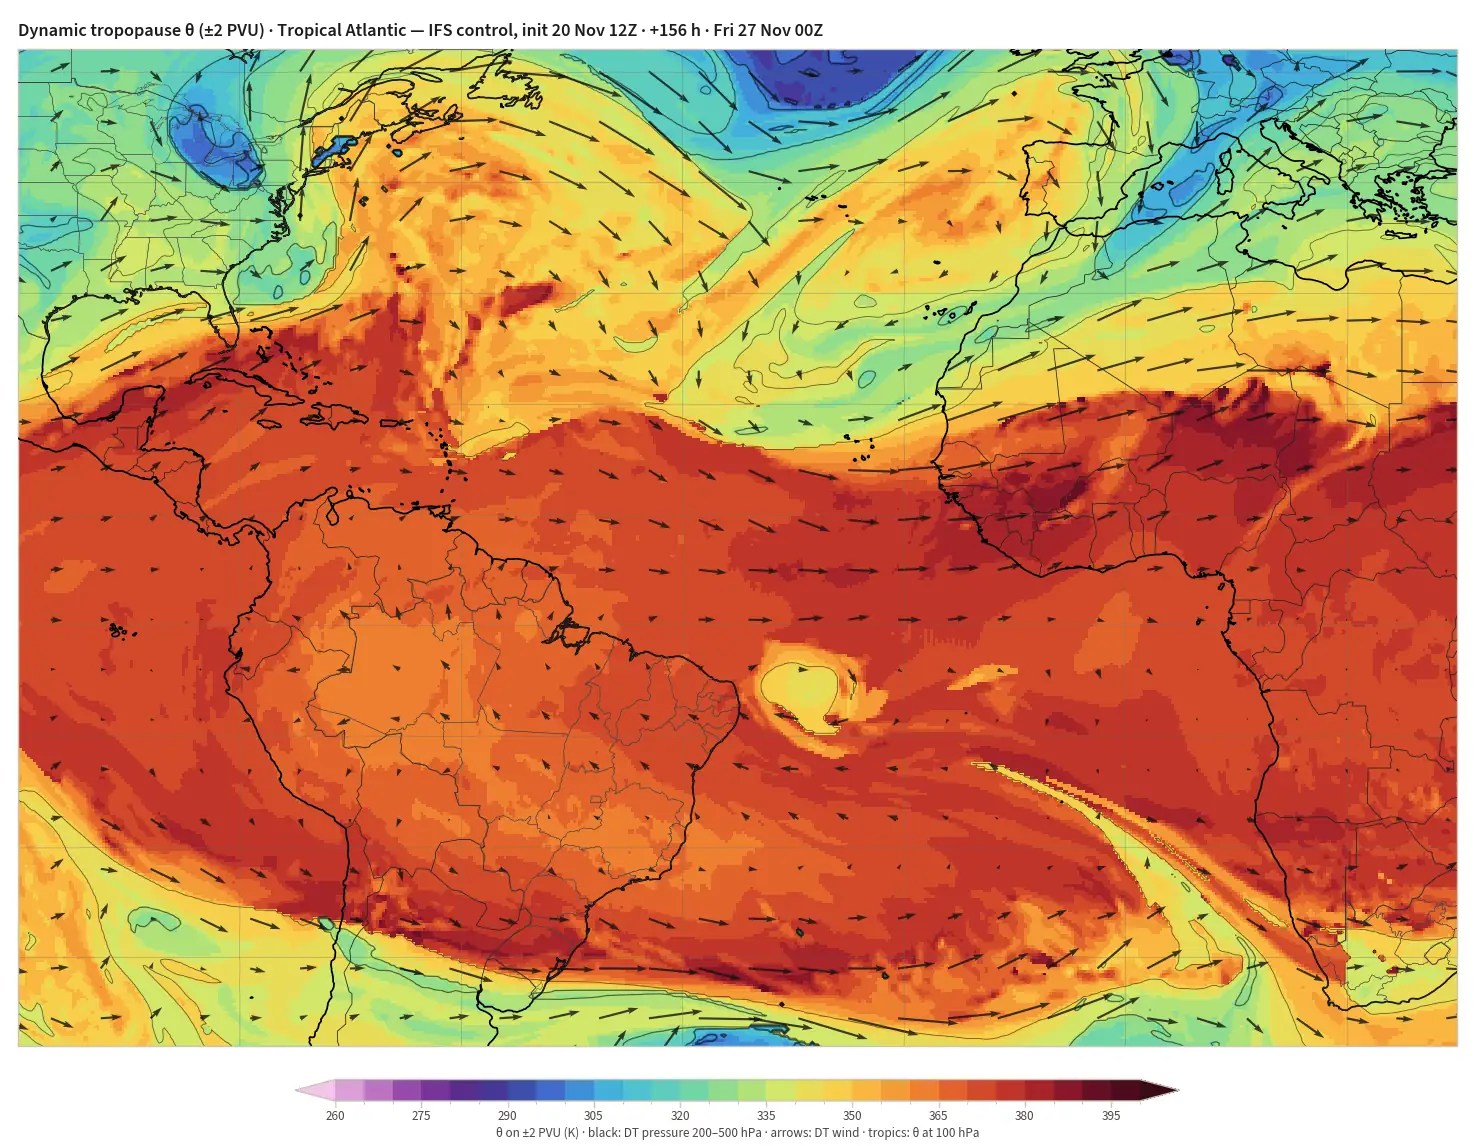 Dynamic tropopause θ (±2 PVU) · Tropical Atlantic — IFS control, init 20 Nov 12Z · +156 h · Fri 27 Nov 00Z
260 275 290 305 320 335 350 365 380 395
θ on ±2 PVU (K) · black: DT pressure 200–500 hPa · arrows: DT wind · tropics: θ at 100 hPa